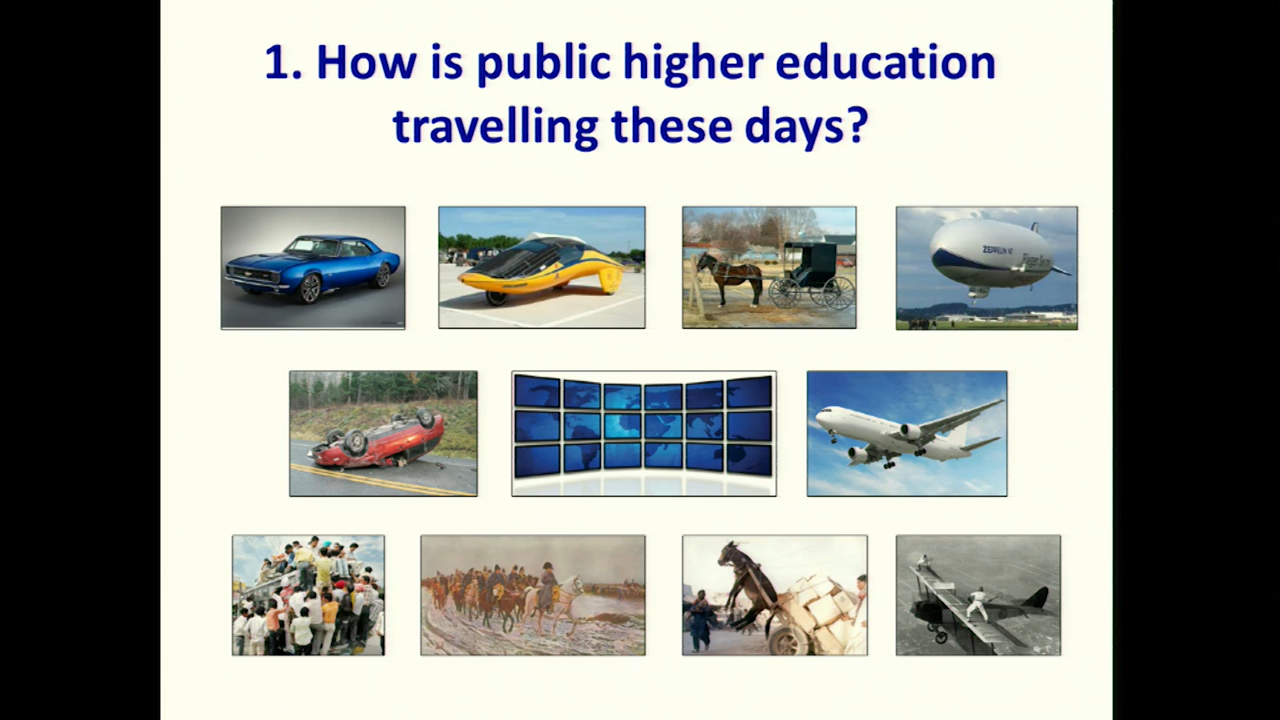 1. How is public higher education
travelling these days?
ZEPPELIN NT